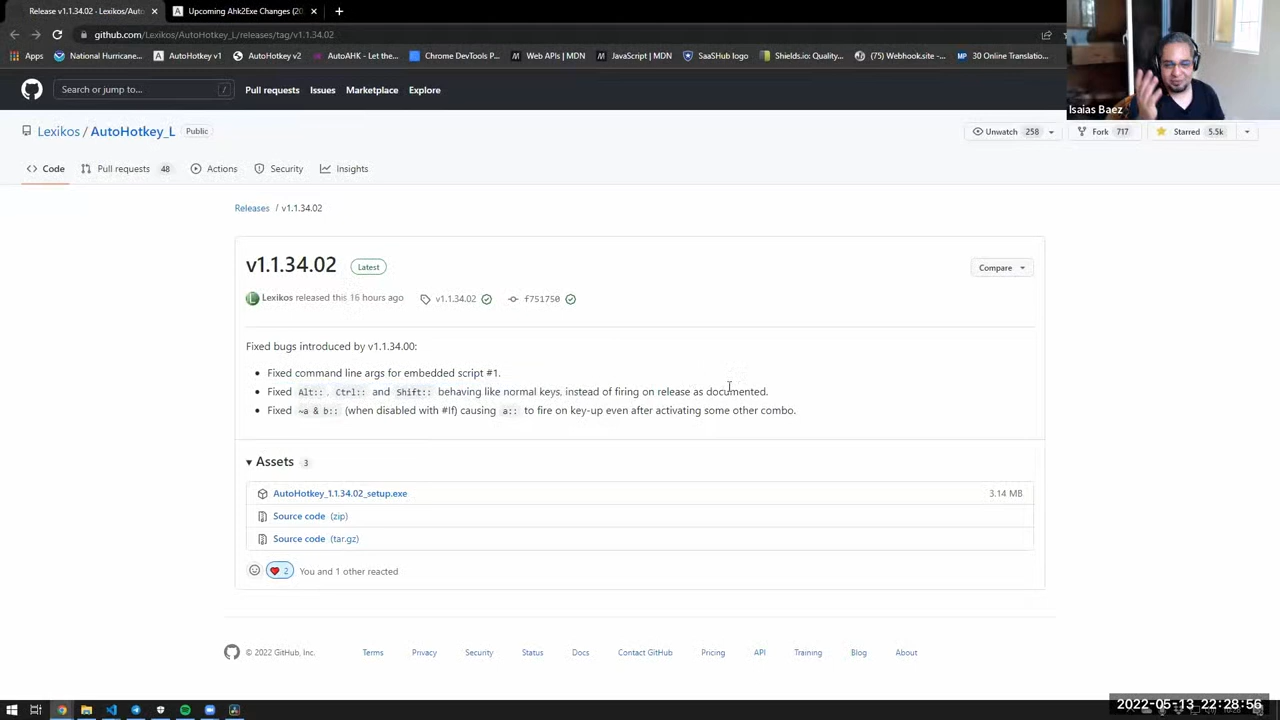 Release v1.1.34.02 - Lexikos/Auto
Upcoming Ahk2Exe Changes (20
github.com/Lexikos/AutoHotkey_L/releases/tag/v1.1.34.02
Apps
National Hurricane...
AutoHotkey v1
AutoHotkey v2
AutoAHK - Let the...
Chrome DevTools P...
Web APIs | MDN
JavaScript | MDN
SaaSHub logo
Shields.io: Quality...
(75) Webhook.site -...
30 Online Optional...
Isaias Baez
Search or jump to...
/
Pull requests
Issues
Marketplace
Explore
Lexikos / AutoHotkey_L
Public
Unwatch 258
Fork 717
Starred 5.5k
Code
Pull requests 48
Actions
Security
Insights
Releases / v1.1.34.02
v1.1.34.02
Latest
Compare
Lexikos released this 16 hours ago
v1.1.34.02
f751750
Fixed bugs introduced by v1.1.34.00:
• Fixed command line args for embedded script #1.
• Fixed Alt::, Ctrl:: and Shift:: behaving like normal keys, instead of firing on release as documented.
• Fixed ~a & b:: (when disabled with #If) causing a:: to fire on key-up even after activating some other combo.
Assets 3
AutoHotkey_1.1.34.02_setup.exe
3.14 MB
Source code (zip)
Source code (tar.gz)
2
You and 1 other reacted
© 2022 GitHub, Inc.
Terms
Privacy
Security
Status
Docs
Contact GitHub
Pricing
API
Training
Blog
About
2022-05-13 22:28:56